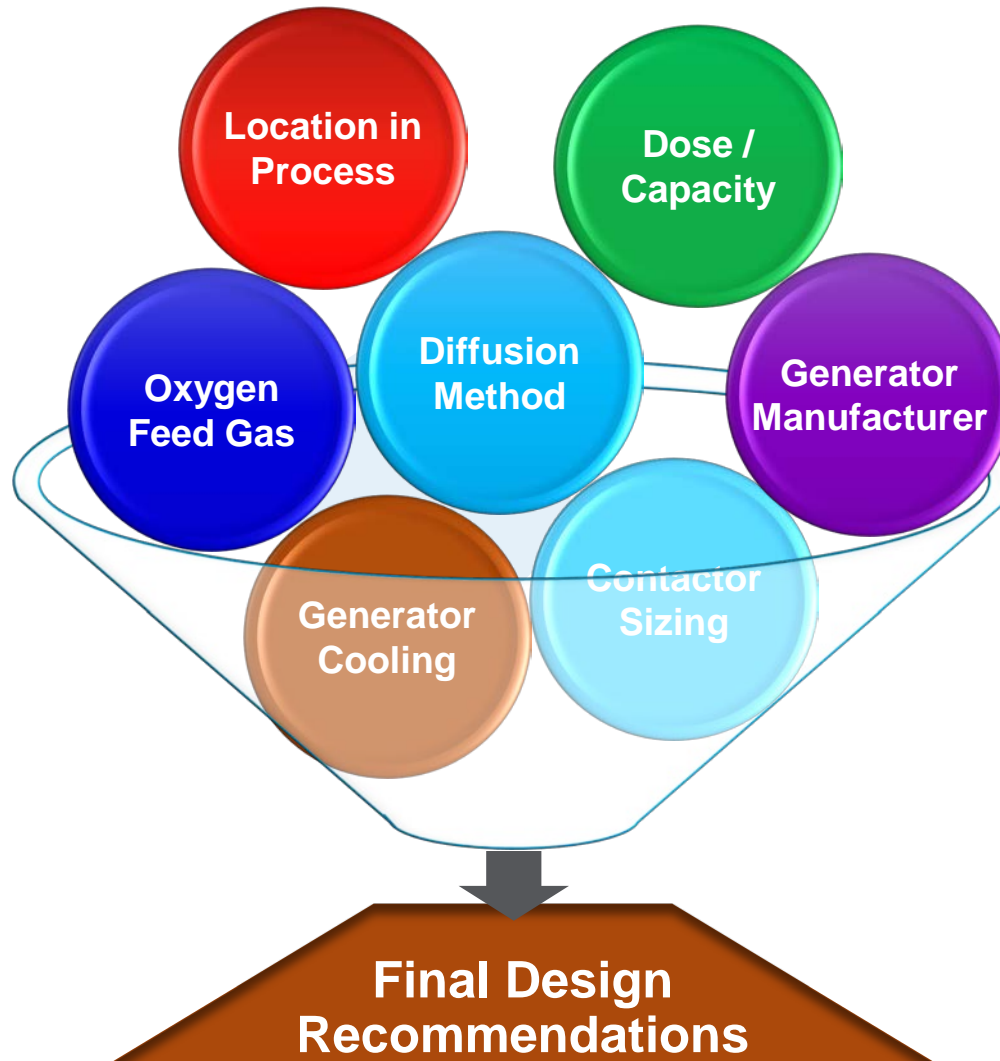 Location in
Process
Dose /
Capacity
Diffusion
Method
Oxygen
Feed Gas
Generator
Manufacturer
Generator
Cooling
Contactor
Sizing
Final Design
Recommendations